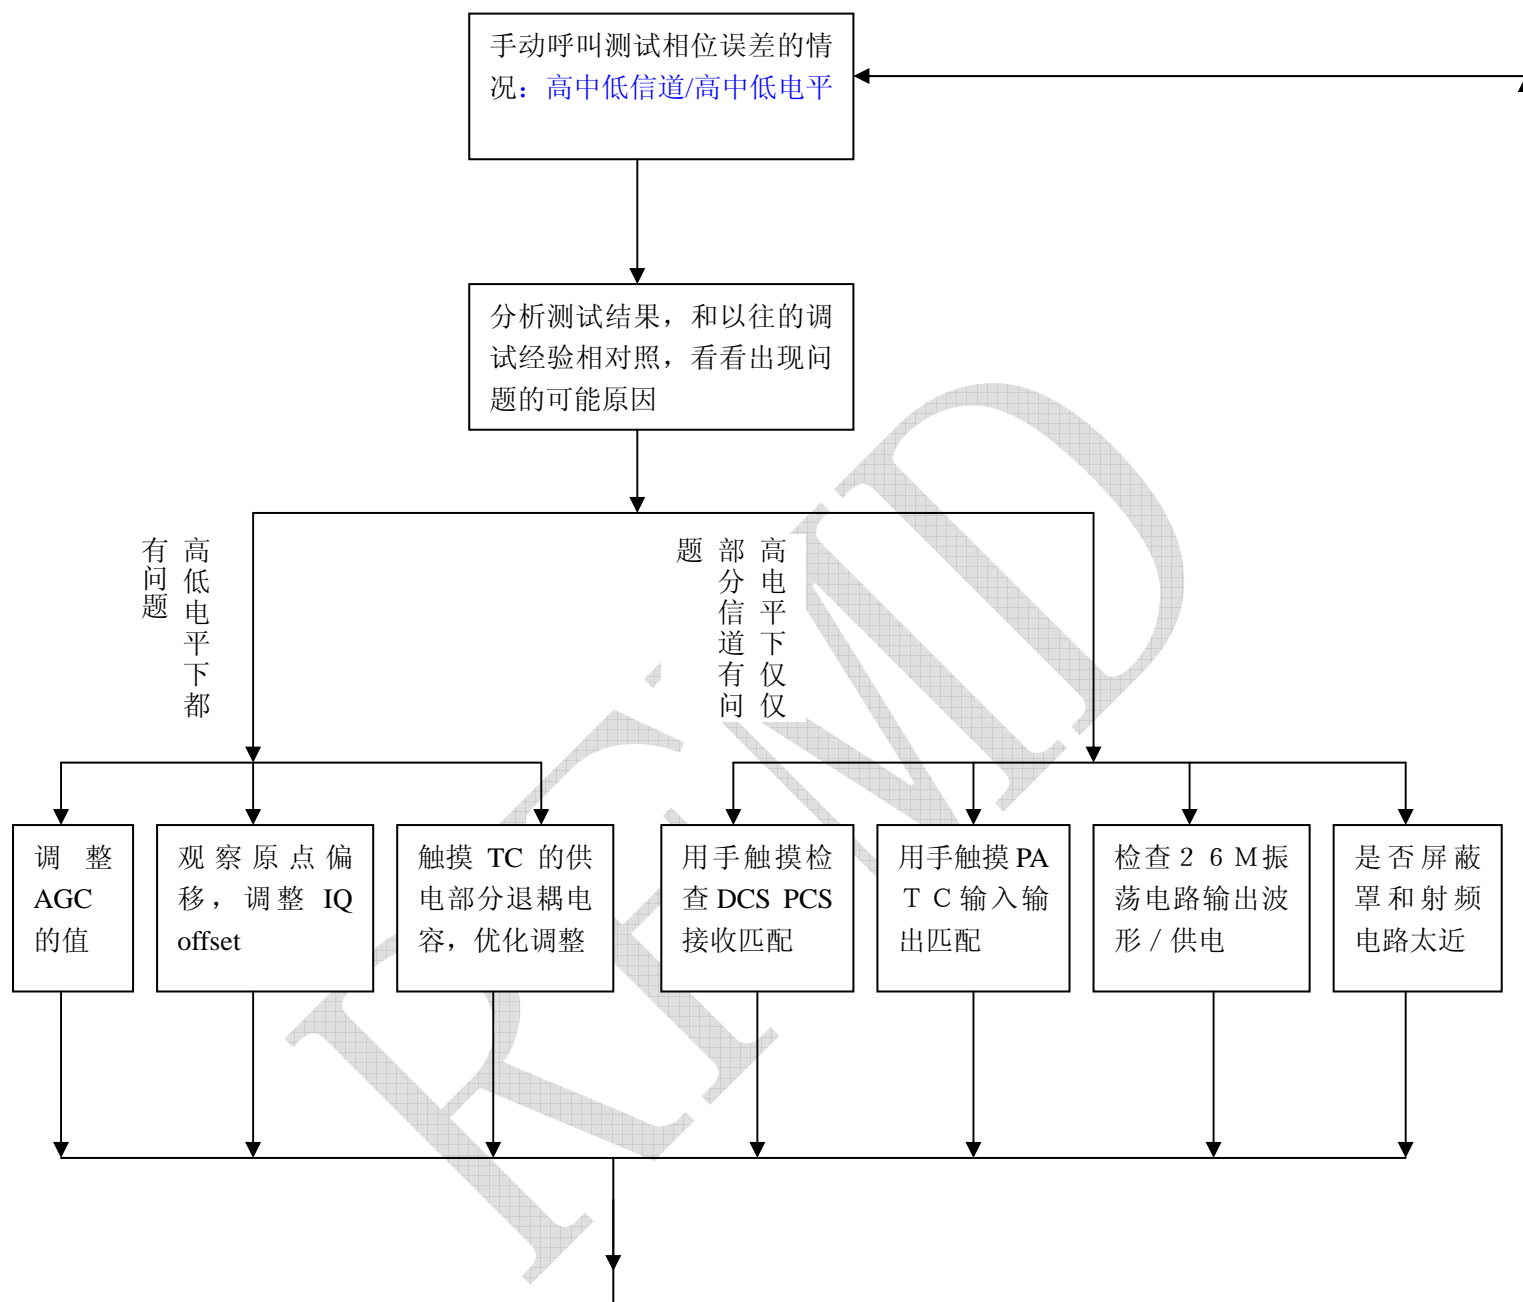 手动呼叫测试相位误差的情
况：高中低信道/高中低电平
分析测试结果，和以往的调
试经验相对照，看看出现问
题的可能原因
高低电平下都
有问题
高电平下仅仅
部分信道有问
题
调整
AGC
的值
观察原点偏
移，调整 IQ
offset
触摸 TC 的供
电部分退耦电
容，优化调整
用手触摸检
查 DCS PCS
接收匹配
用手触摸 PA
ＴＣ输入输
出匹配
检查２６Ｍ振
荡电路输出波
形／供电
是否屏蔽
罩和射频
电路太近
RFMD